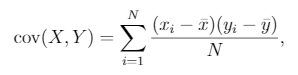 cov(X, Y) = \sum_{i=1}^{N} \frac{(x_i - \bar{x})(y_i - \bar{y})}{N},